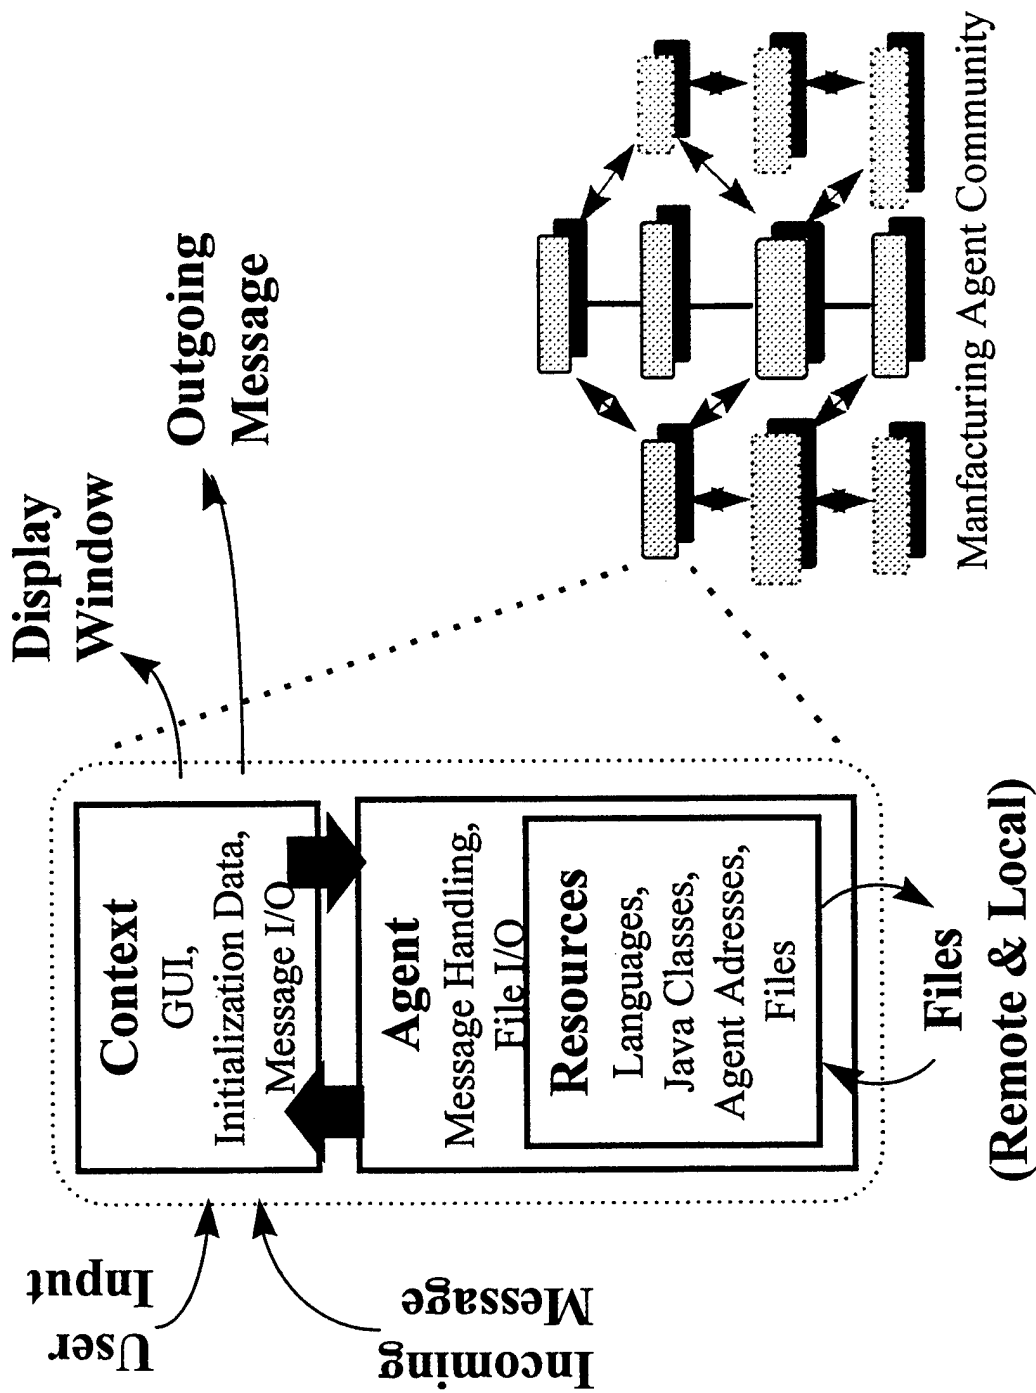 User
Input
Incoming
Message
Context
GUI,
Initialization Data,
Message I/O
Agent
Message Handling,
File I/O
Resources
Languages,
Java Classes,
Agent Adresses,
Files
Files
(Remote & Local)
Display
Window
Outgoing
Message
Manfacturing Agent Community